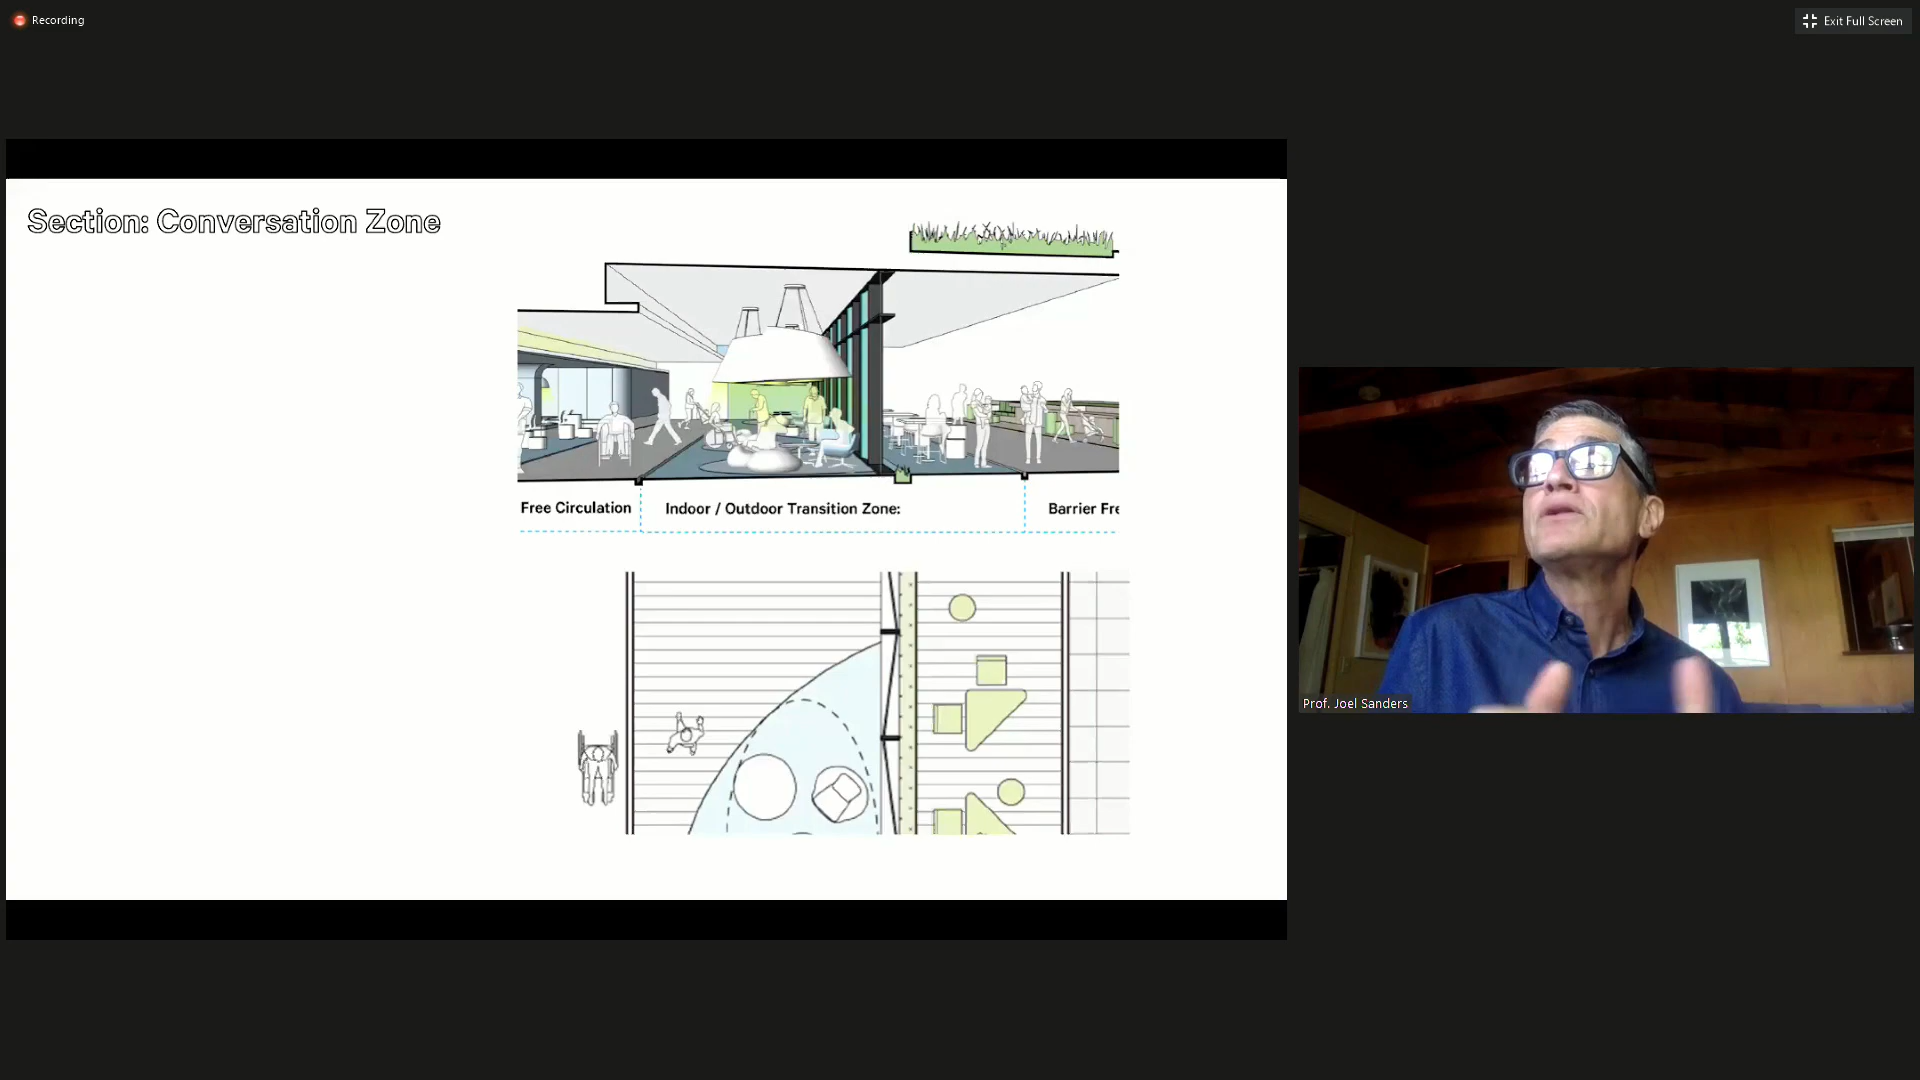 Recording
Exit Full Screen
Section: Conversation Zone
Free Circulation
Indoor / Outdoor Transition Zone:
Barrier Fre
Prof. Joel Sanders